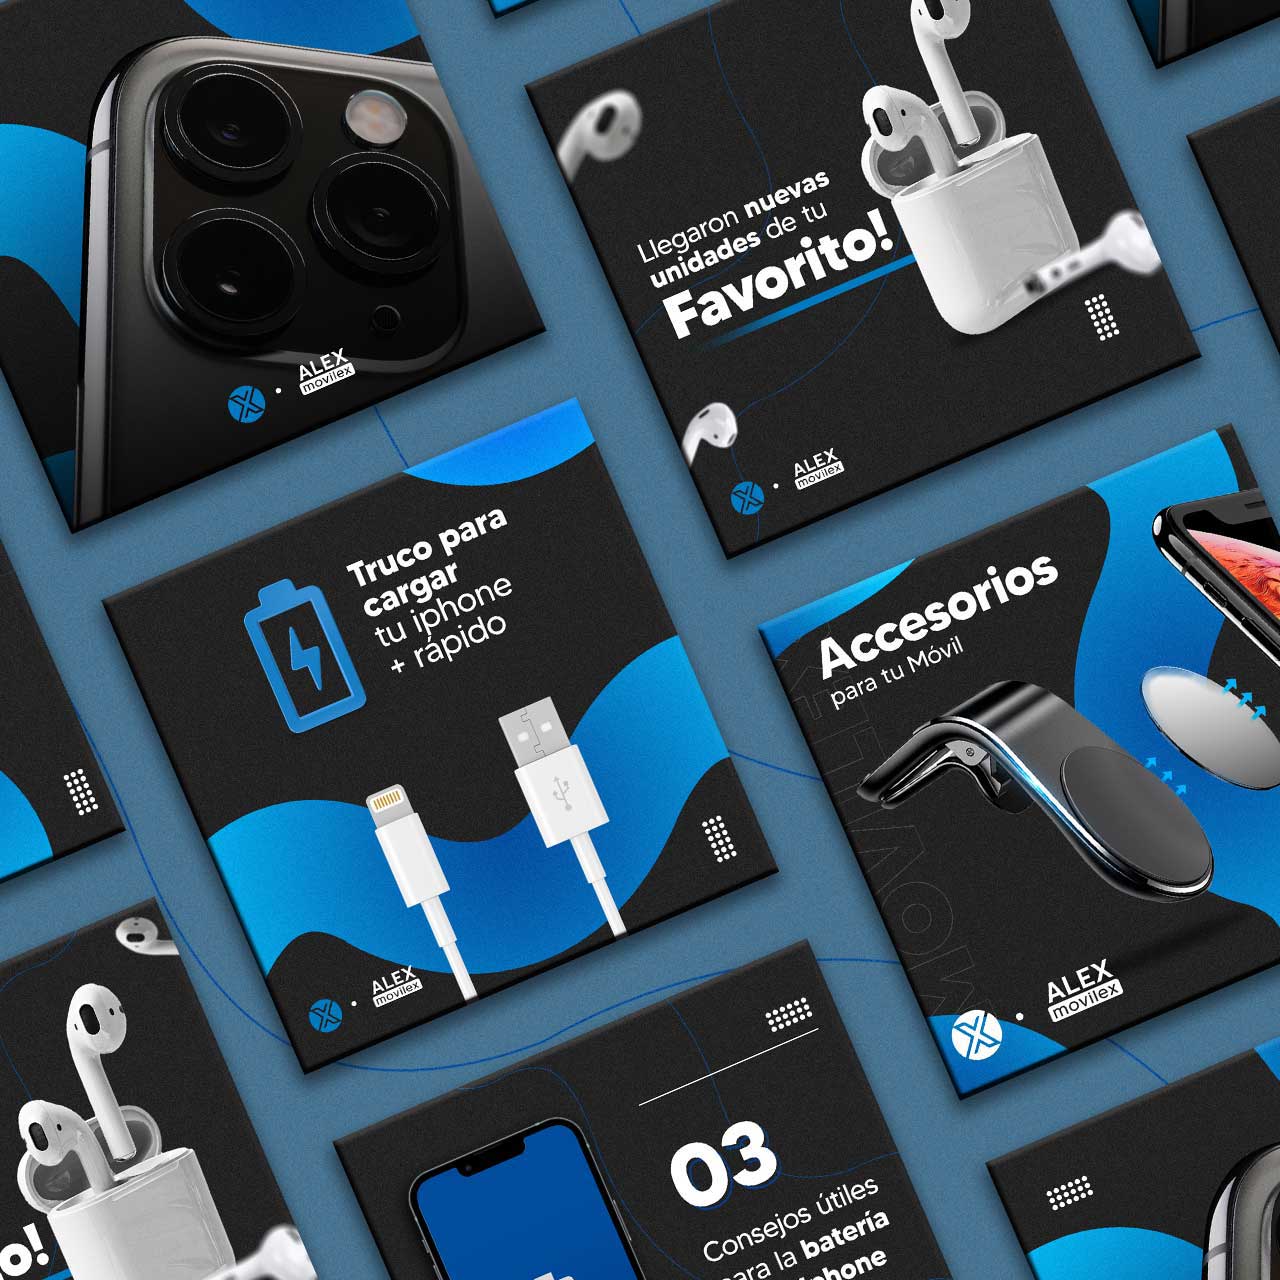 ALEX
movilex
Llegaron nuevas
unidades de tu
Favorito!
ALEX
movilex
Truco para
cargar
tu iphone
+ rápido
ALEX
movilex
Accesorios
para tu Móvil
ALEX
movilex
o!
03
Consejos útiles
para la batería
iphone